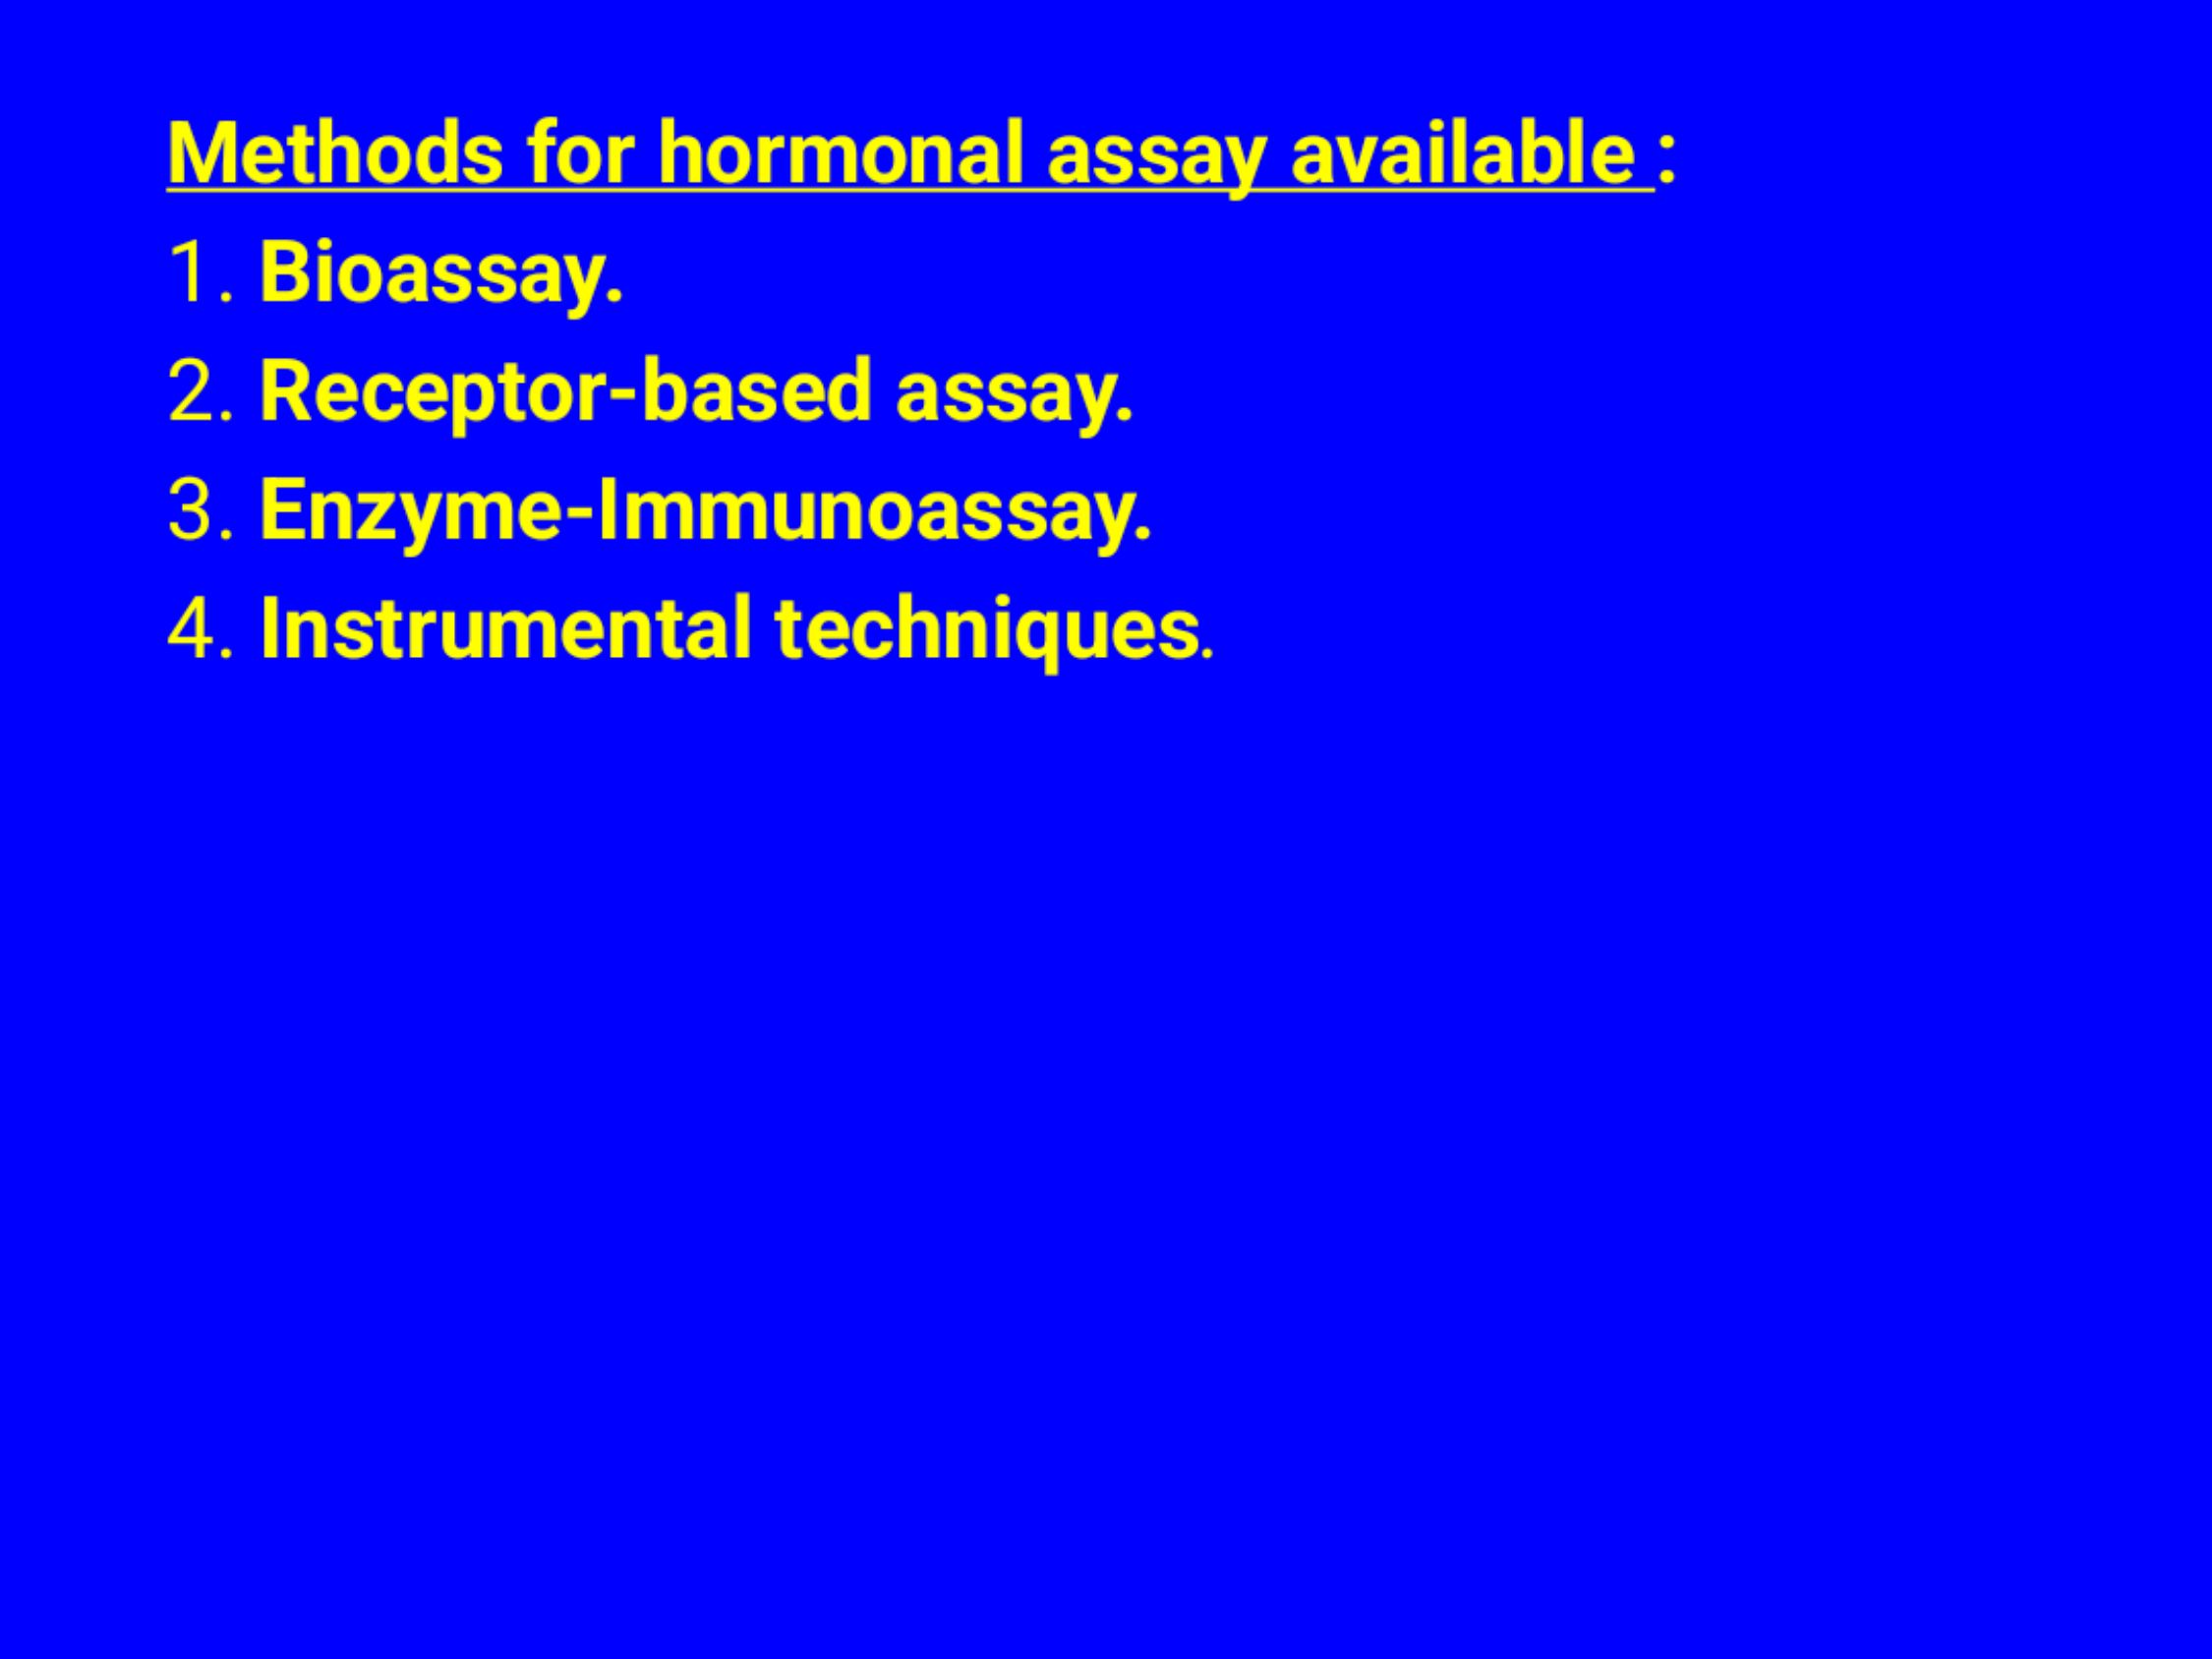 Methods for hormonal assay available :
1. Bioassay.
2. Receptor-based assay.
3. Enzyme-Immunoassay.
4. Instrumental techniques.